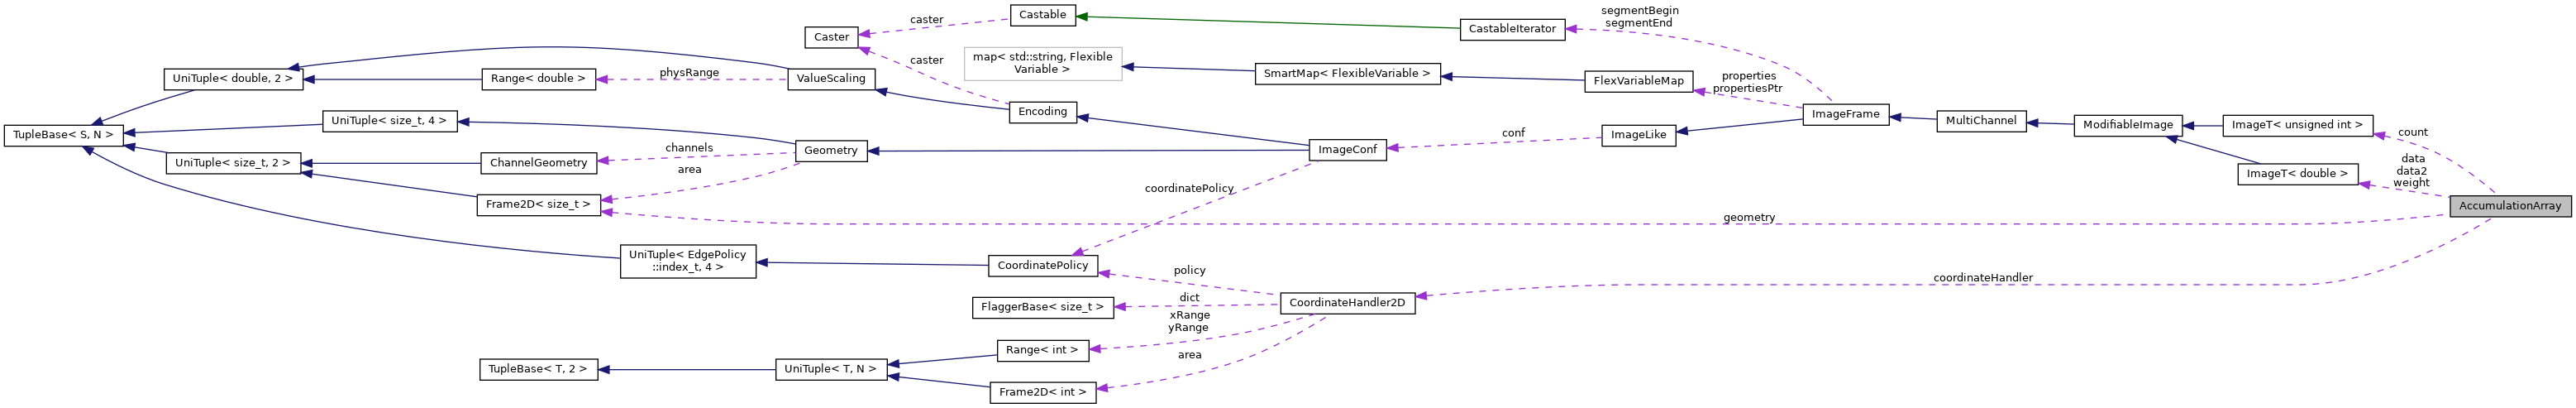 Castable
segmentBegin
segmentEnd
caster
CastableIterator
Caster
map< std::string, Flexible
Variable >
caster
physRange
SmartMap< FlexibleVariable >
UniTuple< double, 2 >
Range< double >
ValueScaling
FlexVariableMap
properties
propertiesPtr
Encoding
ImageFrame
UniTuple< size_t, 4 >
MultiChannel
ModifiableImage
ImageT< unsigned int >
TupleBase< S, N >
ImageLike
conf
count
channels
Geometry
ImageConf
data
data2
weight
UniTuple< size_t, 2 >
ChannelGeometry
area
ImageT< double >
coordinatePolicy
Frame2D< size_t >
AccumulationArray
geometry
UniTuple< EdgePolicy
::index_t, 4 >
CoordinatePolicy
policy
coordinateHandler
dict
FlaggerBase< size_t >
CoordinateHandler2D
xRange
yRange
Range< int >
area
TupleBase< T, 2 >
UniTuple< T, N >
Frame2D< int >